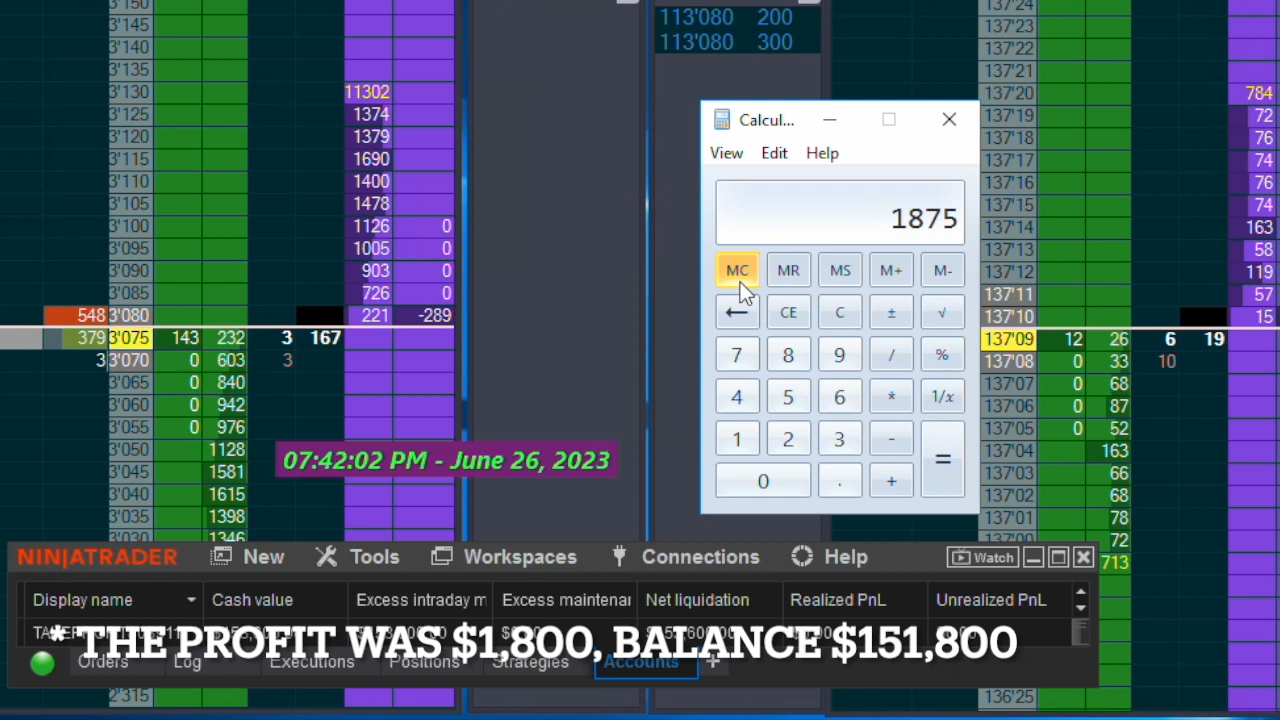 3'150
3'145
3'140
3'135
3'130 11302
3'125 1374
3'120 1379
3'115 1690
3'110 1400
3'105 1478
3'100 1126 0
3'095 1005 0
3'090 903 0
3'085 726 0
548 3'080 221 -289
379 3'075 143 232 3 167
3 3'070 0 603 3
3'065 0 840
3'060 0 942
3'055 0 976
3'050 1128
3'045 1581
3'040 1615
3'035 1398
3'030 1346
2'315
113'080 200
113'080 300
Calcul...
View Edit Help
1875
MC MR MS M+ M-
← CE C ± √
7 8 9 / %
4 5 6 * 1/x
1 2 3 - =
0 . +
137'24
137'23
137'22
137'21
137'20 784
137'19 72
137'18 76
137'17 74
137'16 76
137'15 74
137'14 163
137'13 58
137'12 119
137'11 57
137'10 15
137'09 12 26 6 19
137'08 0 33 10
137'07 0 68
137'06 0 87
137'05 0 52
137'04 163
137'03 66
137'02 68
137'01 78
72
713
136'25
07:42:02 PM - June 26, 2023
NINJATRADER New Tools Workspaces Connections Help Watch
Display name Cash value Excess intraday m Excess maintenar Net liquidation Realized PnL Unrealized PnL
* THE PROFIT WAS $1,800, BALANCE $151,800
Orders Log Executions Positions Strategies Accounts +